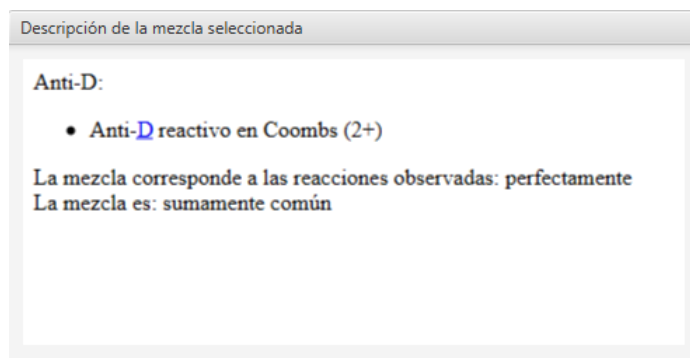 Descripción de la mezcla seleccionada
Anti-D:
• Anti-D reactivo en Coombs (2+)
La mezcla corresponde a las reacciones observadas: perfectamente
La mezcla es: sumamente común